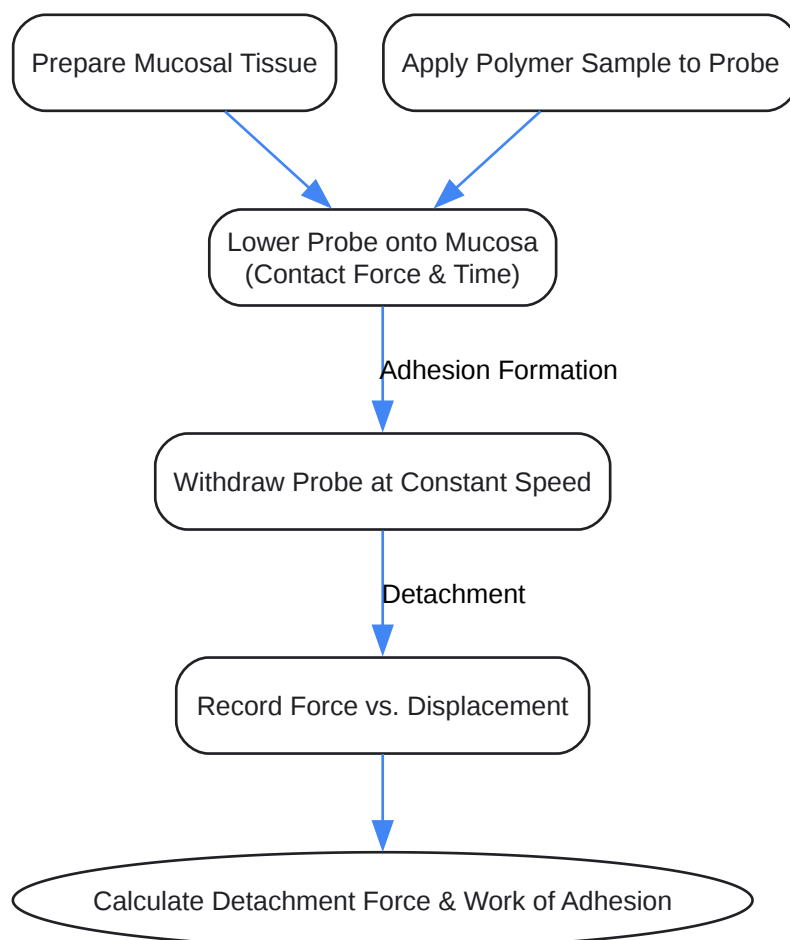 Prepare Mucosal Tissue
Apply Polymer Sample to Probe
Lower Probe onto Mucosa
(Contact Force & Time)
Adhesion Formation
Withdraw Probe at Constant Speed
Detachment
Record Force vs. Displacement
Calculate Detachment Force & Work of Adhesion